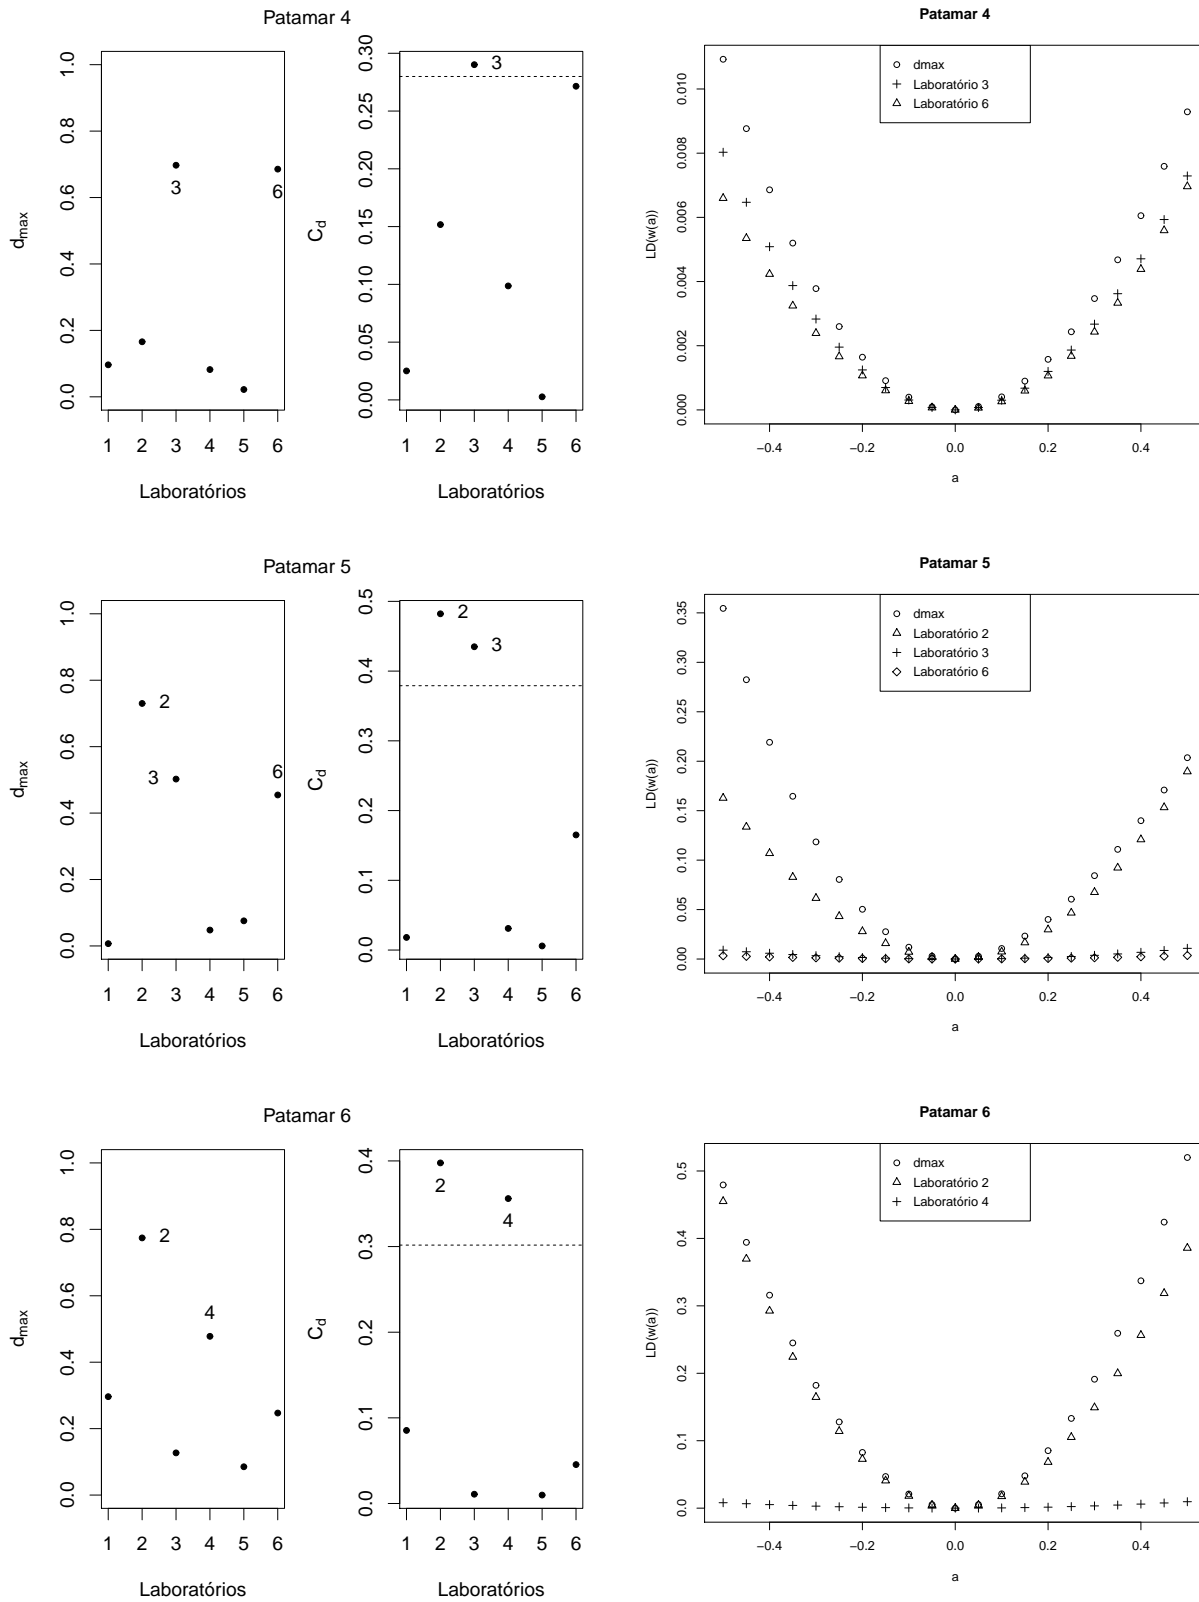 Patamar 4
d_max
0.0 0.2 0.4 0.6 0.8 1.0
3
6
1 2 3 4 5 6
C_d
0.00 0.05 0.10 0.15 0.20 0.25 0.30
3
1 2 3 4 5 6
Laboratórios
Laboratórios
Patamar 4
dmax
Laboratório 3
Laboratório 6
LD(w(a))
0.000 0.002 0.004 0.006 0.008 0.010
−0.4 −0.2 0.0 0.2 0.4
a
Patamar 5
d_max
0.0 0.2 0.4 0.6 0.8 1.0
2
3
6
1 2 3 4 5 6
C_d
0.0 0.1 0.2 0.3 0.4 0.5
2
3
1 2 3 4 5 6
Laboratórios
Laboratórios
Patamar 5
dmax
Laboratório 2
Laboratório 3
Laboratório 6
LD(w(a))
0.00 0.05 0.10 0.15 0.20 0.25 0.30 0.35
−0.4 −0.2 0.0 0.2 0.4
a
Patamar 6
d_max
0.0 0.2 0.4 0.6 0.8 1.0
2
4
1 2 3 4 5 6
C_d
0.0 0.1 0.2 0.3 0.4
2
4
1 2 3 4 5 6
Laboratórios
Laboratórios
Patamar 6
dmax
Laboratório 2
Laboratório 4
LD(w(a))
0.0 0.1 0.2 0.3 0.4 0.5
−0.4 −0.2 0.0 0.2 0.4
a